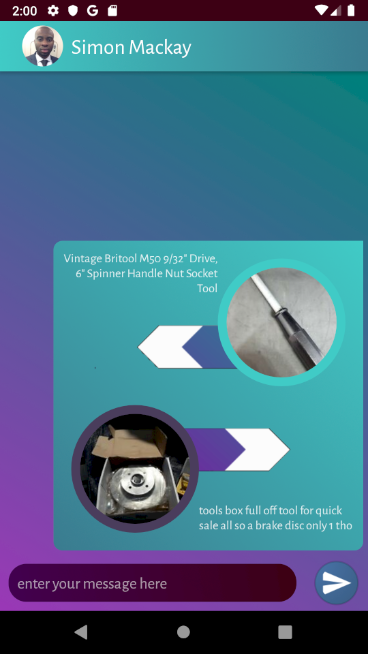 2:00
Simon Mackay
Vintage Britool M50 9/32" Drive,
6" Spinner Handle Nut Socket
Tool
tools box full off tool for quick
sale all so a brake disc only 1 tho
enter your message here